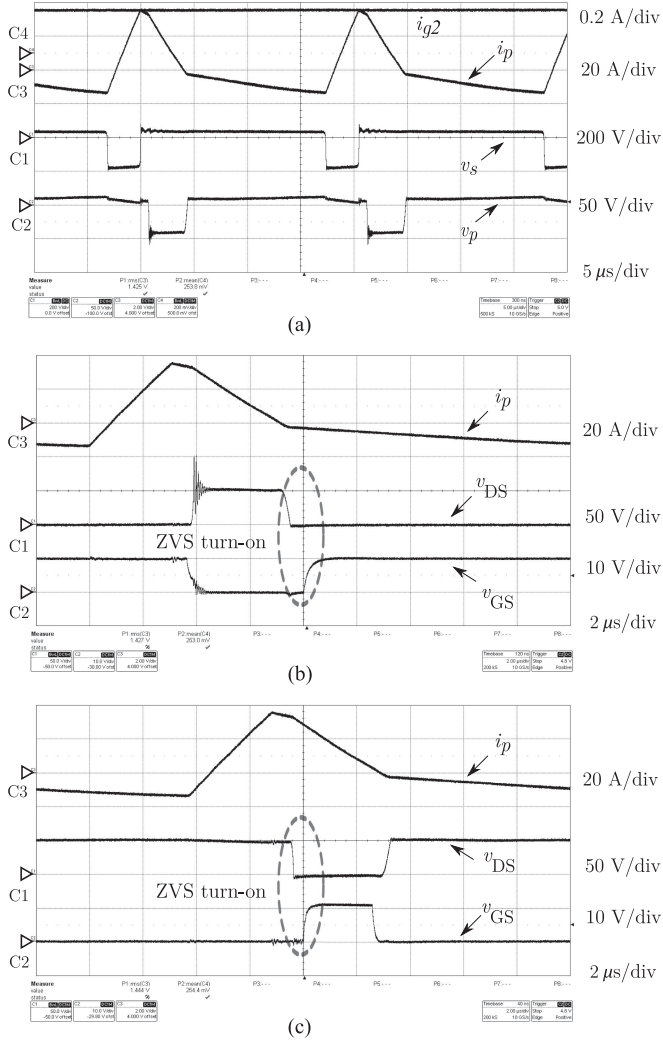 C4
i_g2
0.2 A/div
i_p
20 A/div
C3
200 V/div
C1
v_s
50 V/div
C2
v_p
5 μs/div
Measure P1:rms(C3) P2:mean(C4) P3:--- P4:--- P5:--- P6:--- P7:--- P8:---
value 1.425 V 253.8 mV
status
(a)
i_p
20 A/div
C3
v_DS
50 V/div
C1
ZVS turn-on
10 V/div
v_GS
C2
2 μs/div
Measure P1:rms(C3) P2:mean(C4) P3:--- P4:--- P5:--- P6:--- P7:--- P8:---
value 1.427 V 253.0 mV
status
(b)
i_p
20 A/div
C3
v_DS
50 V/div
C1
ZVS turn-on
v_GS
10 V/div
C2
2 μs/div
Measure P1:rms(C3) P2:mean(C4) P3:--- P4:--- P5:--- P6:--- P7:--- P8:---
value 1.444 V 254.4 mV
status
(c)